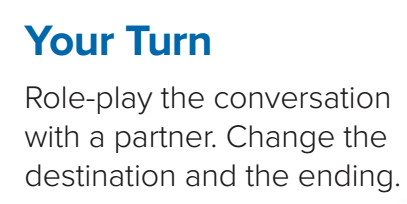 Your Turn
Role-play the conversation
with a partner. Change the
destination and the ending.